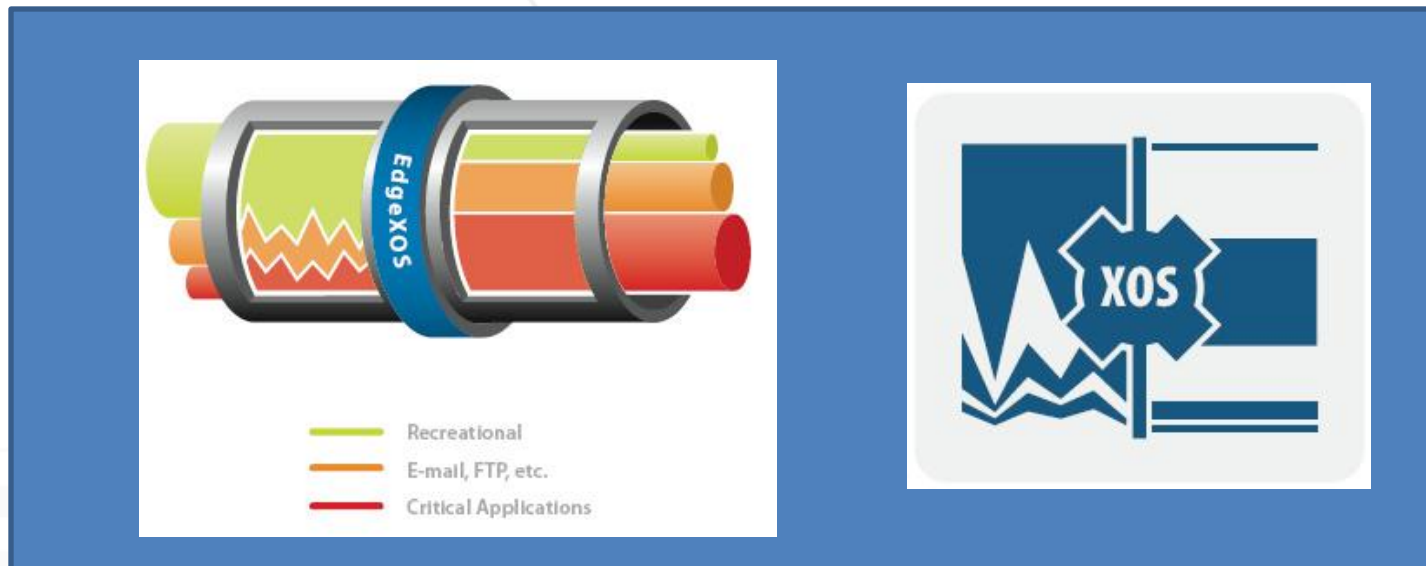 EdgeXOS
Recreational
E-mail, FTP, etc.
Critical Applications
XOS